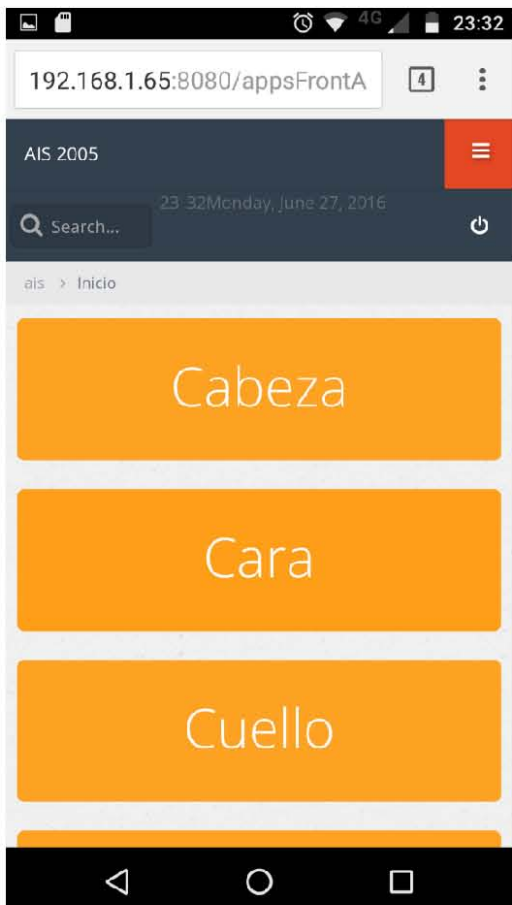 4G 23:32
192.168.1.65:8080/appsFrontA 4
AIS 2005
23 32Monday, June 27, 2016
Search...
ais > Inicio
Cabeza
Cara
Cuello